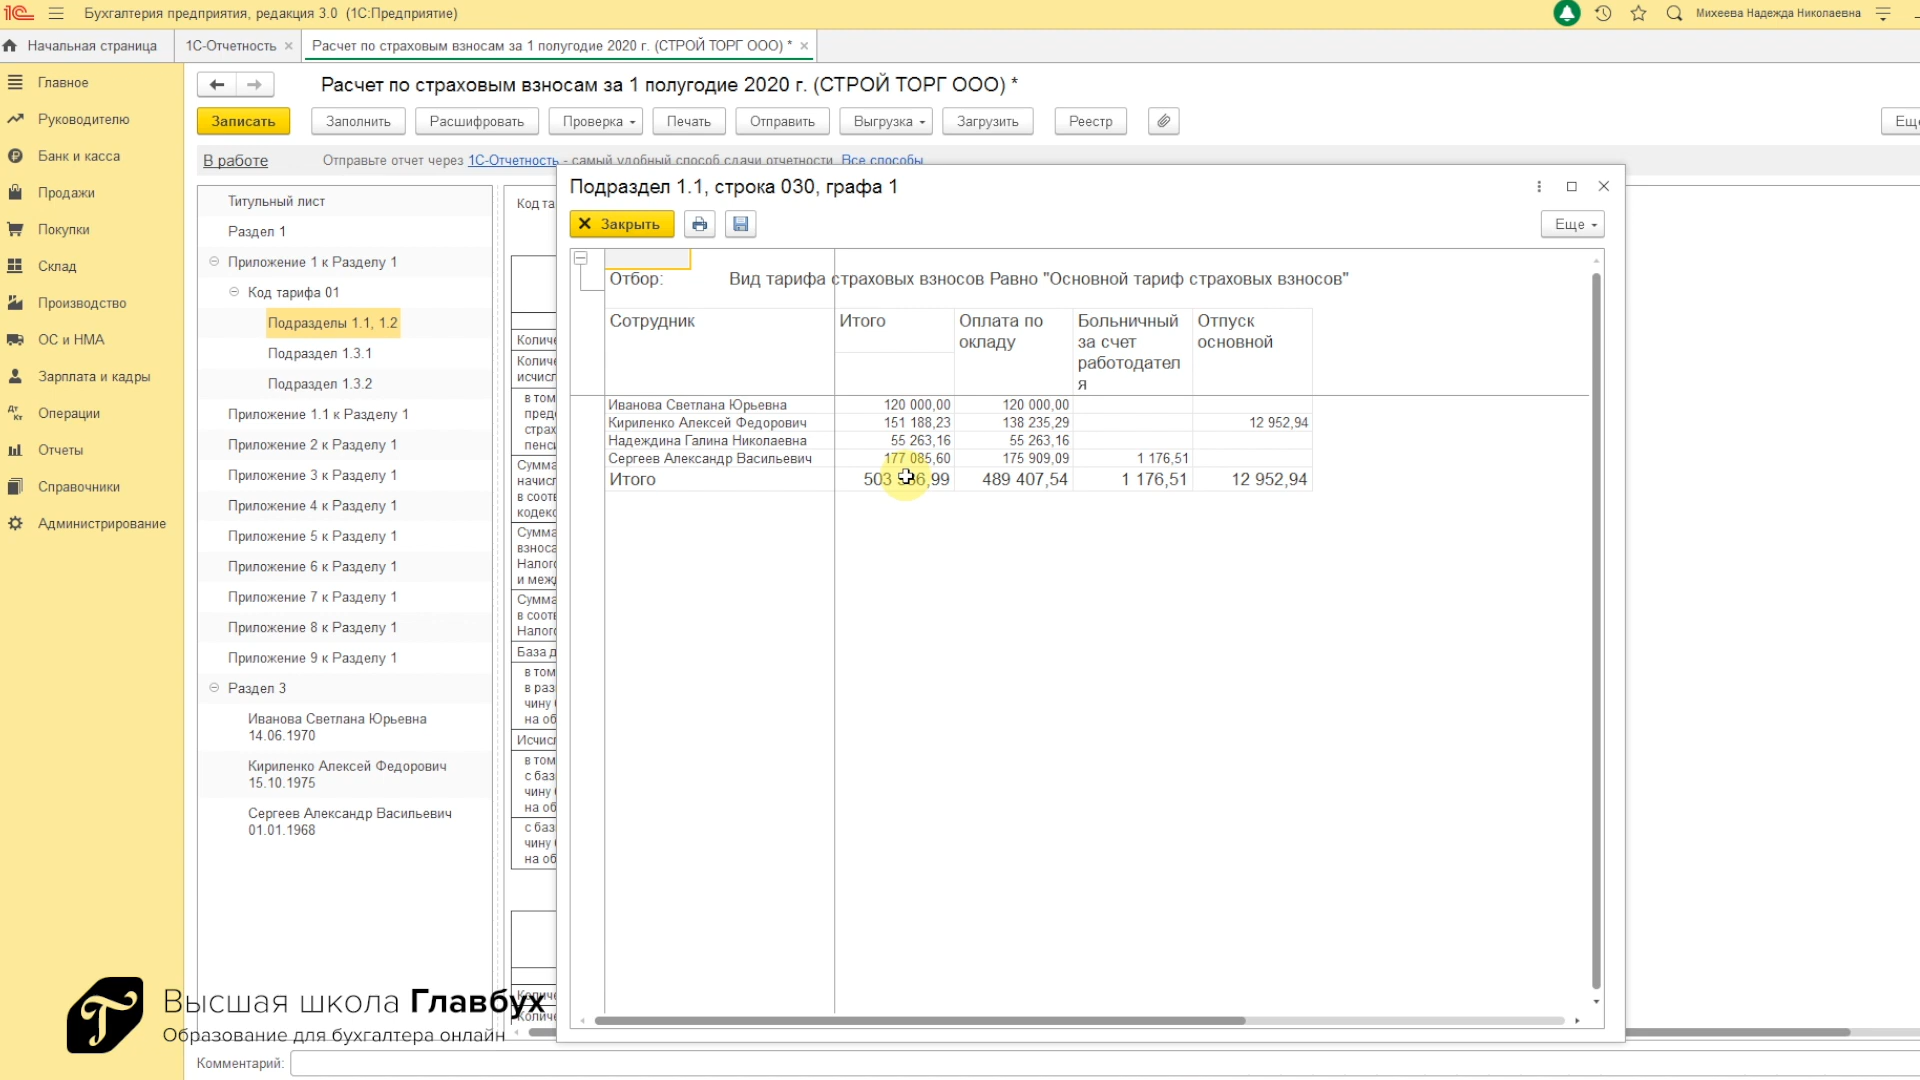 Бухгалтерия предприятия, редакция 3.0 (1С:Предприятие)
Михеева Надежда Николаевна
Начальная страница
1С-Отчетность
Расчет по страховым взносам за 1 полугодие 2020 г. (СТРОЙ ТОРГ ООО) *
Главное
Руководителю
Банк и касса
Продажи
Покупки
Склад
Производство
ОС и НМА
Зарплата и кадры
Операции
Отчеты
Справочники
Администрирование
Расчет по страховым взносам за 1 полугодие 2020 г. (СТРОЙ ТОРГ ООО) *
Записать
Заполнить
Расшифровать
Проверка
Печать
Отправить
Выгрузка
Загрузить
Реестр
В работе
Отправьте отчет через 1С-Отчетность - самый удобный способ сдачи отчетности Все способы
Титульный лист
Раздел 1
Приложение 1 к Разделу 1
Код тарифа 01
Подразделы 1.1, 1.2
Подраздел 1.3.1
Подраздел 1.3.2
Приложение 1.1 к Разделу 1
Приложение 2 к Разделу 1
Приложение 3 к Разделу 1
Приложение 4 к Разделу 1
Приложение 5 к Разделу 1
Приложение 6 к Разделу 1
Приложение 7 к Разделу 1
Приложение 8 к Разделу 1
Приложение 9 к Разделу 1
Раздел 3
Иванова Светлана Юрьевна
14.06.1970
Кириленко Алексей Федорович
15.10.1975
Сергеев Александр Васильевич
01.01.1968
Подраздел 1.1, строка 030, графа 1
Закрыть
Еще
Отбор: Вид тарифа страховых взносов Равно "Основной тариф страховых взносов"
Сотрудник Итого Оплата по окладу Больничный за счет работодателя Отпуск основной
Иванова Светлана Юрьевна 120 000,00 120 000,00
Кириленко Алексей Федорович 151 188,23 138 235,29 12 952,94
Надеждина Галина Николаевна 55 263,16 55 263,16
Сергеев Александр Васильевич 177 085,60 175 909,09 1 176,51
Итого 503 6,99 489 407,54 1 176,51 12 952,94
Высшая школа Главбух
Образование для бухгалтера онлайн
Комментарий: